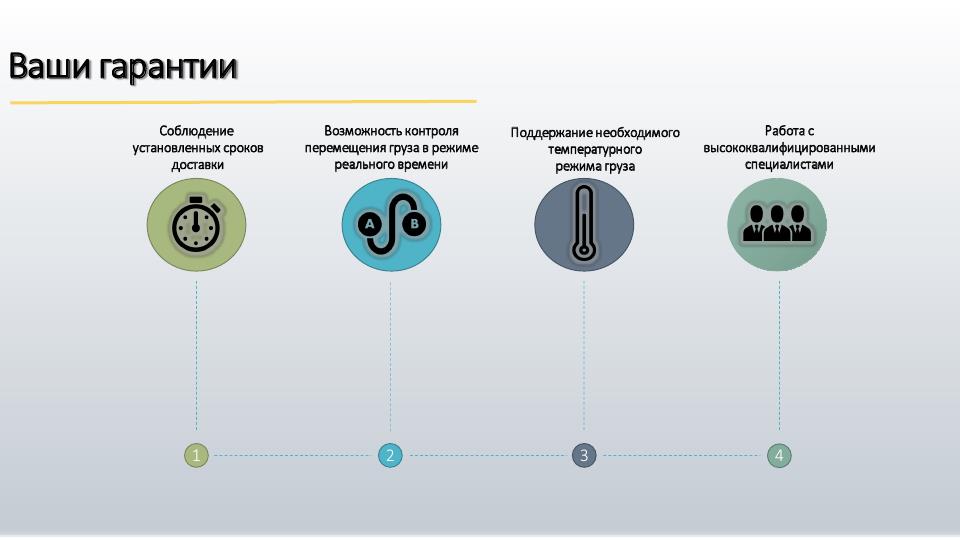 Ваши гарантии
Соблюдение
установленных сроков
доставки
Возможность контроля
перемещения груза в режиме
реального времени
Поддержание необходимого
температурного
режима груза
Работа с
высококвалифицированными
специалистами
A B
1 2 3 4